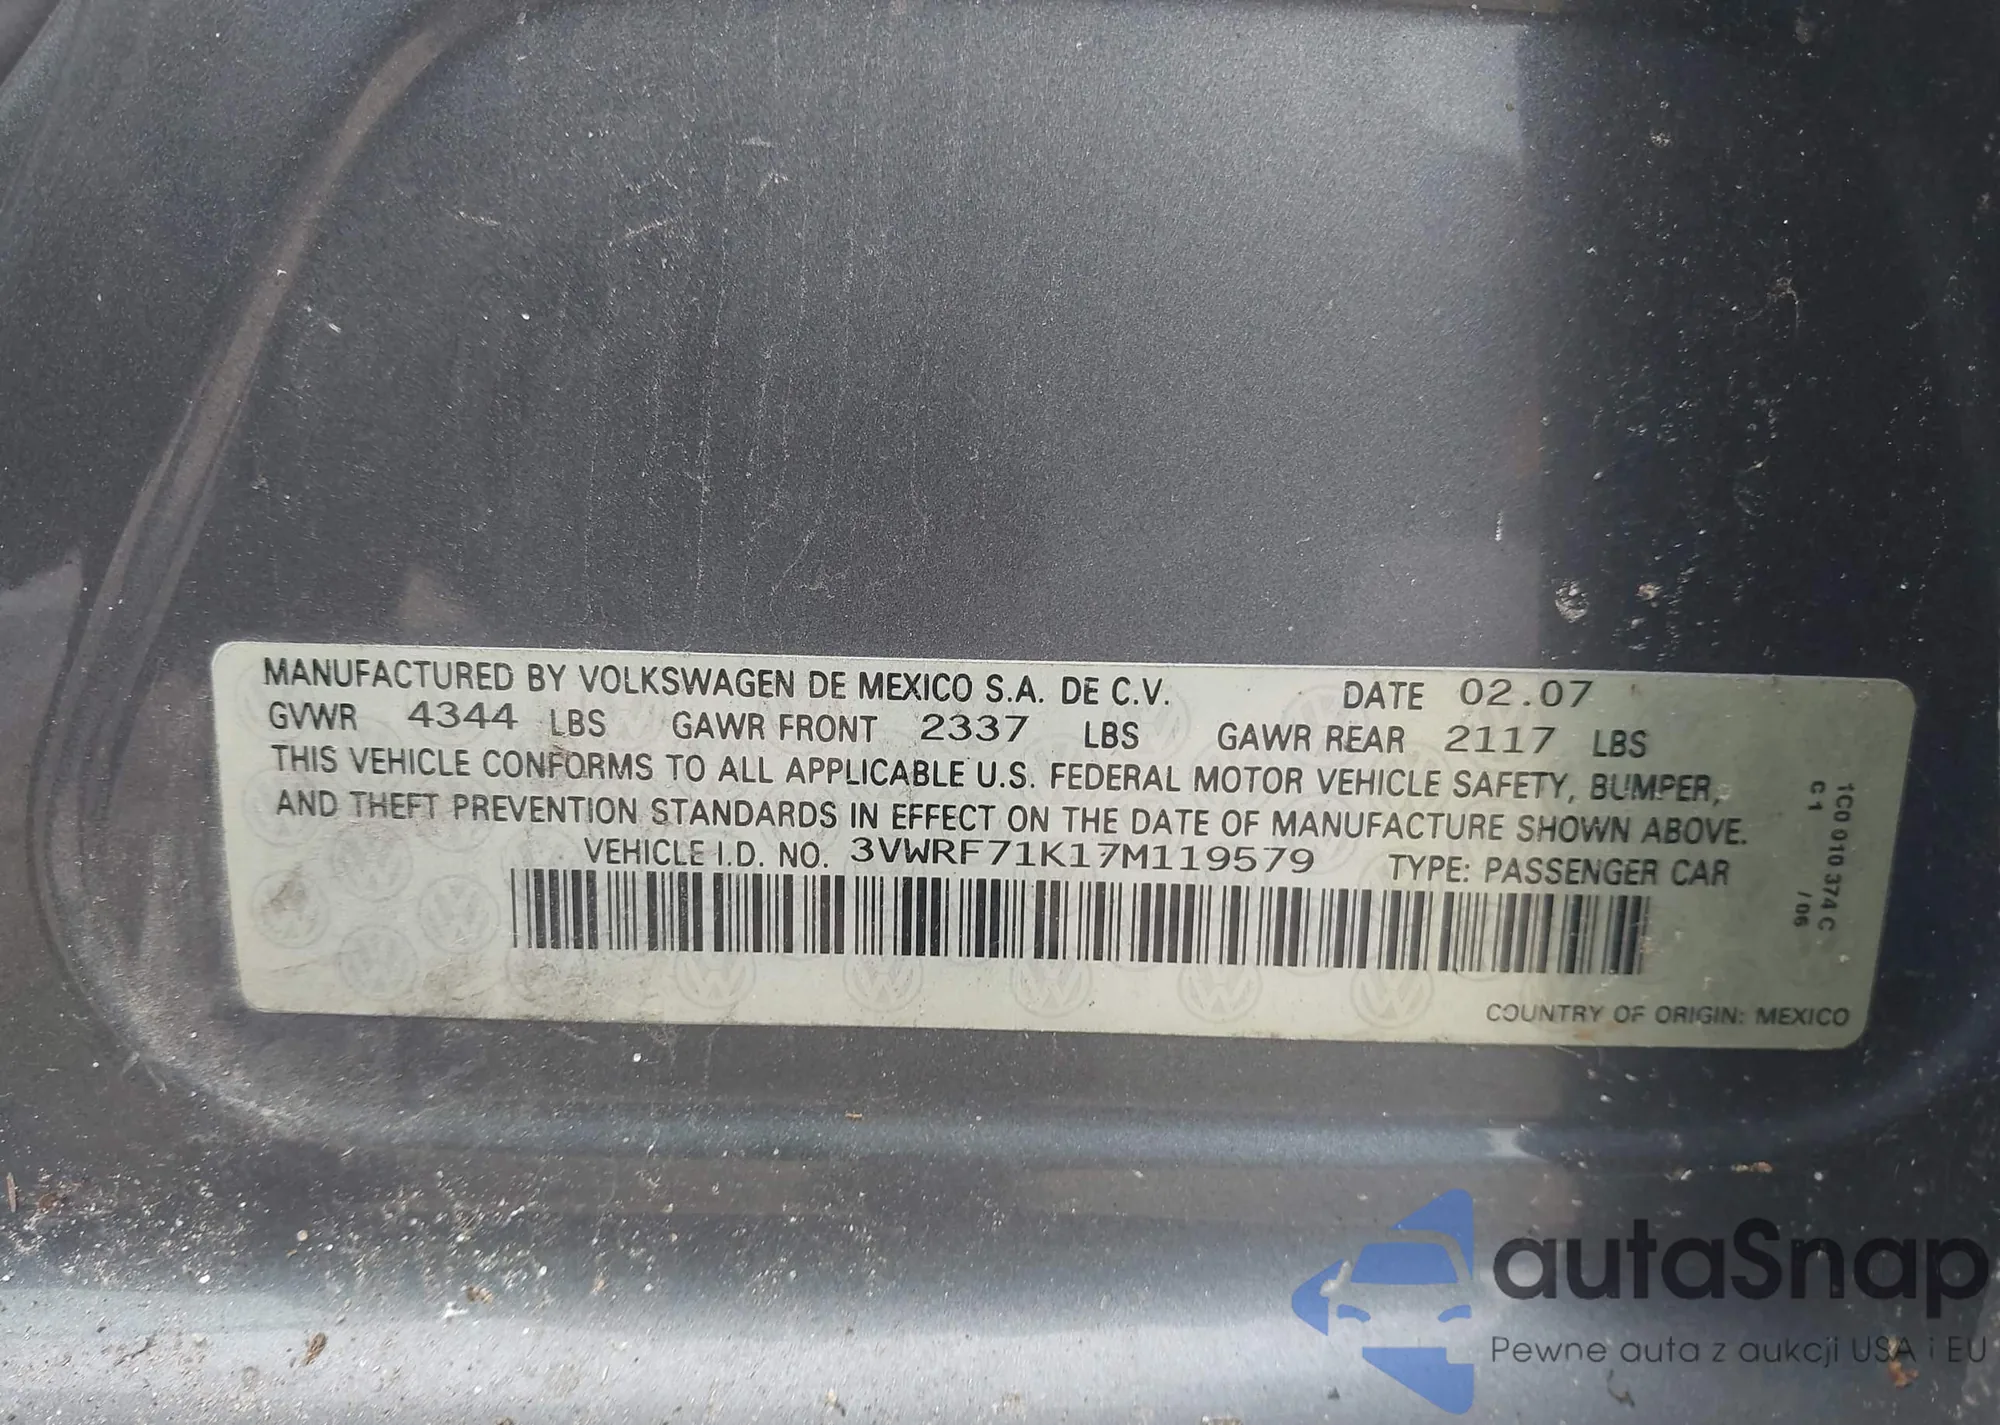 MANUFACTURED BY VOLKSWAGEN DE MEXICO S.A. DE C.V. DATE 02.07
GVWR 4344 LBS GAWR FRONT 2337 LBS GAWR REAR 2117 LBS
THIS VEHICLE CONFORMS TO ALL APPLICABLE U.S. FEDERAL MOTOR VEHICLE SAFETY, BUMPER,
AND THEFT PREVENTION STANDARDS IN EFFECT ON THE DATE OF MANUFACTURE SHOWN ABOVE.
VEHICLE I.D. NO. 3VWRF71K17M119579 TYPE: PASSENGER CAR
1C0 010 374 C
C 1 /06
COUNTRY OF ORIGIN: MEXICO
autaSnap
Pewne auta z aukcji USA i EU